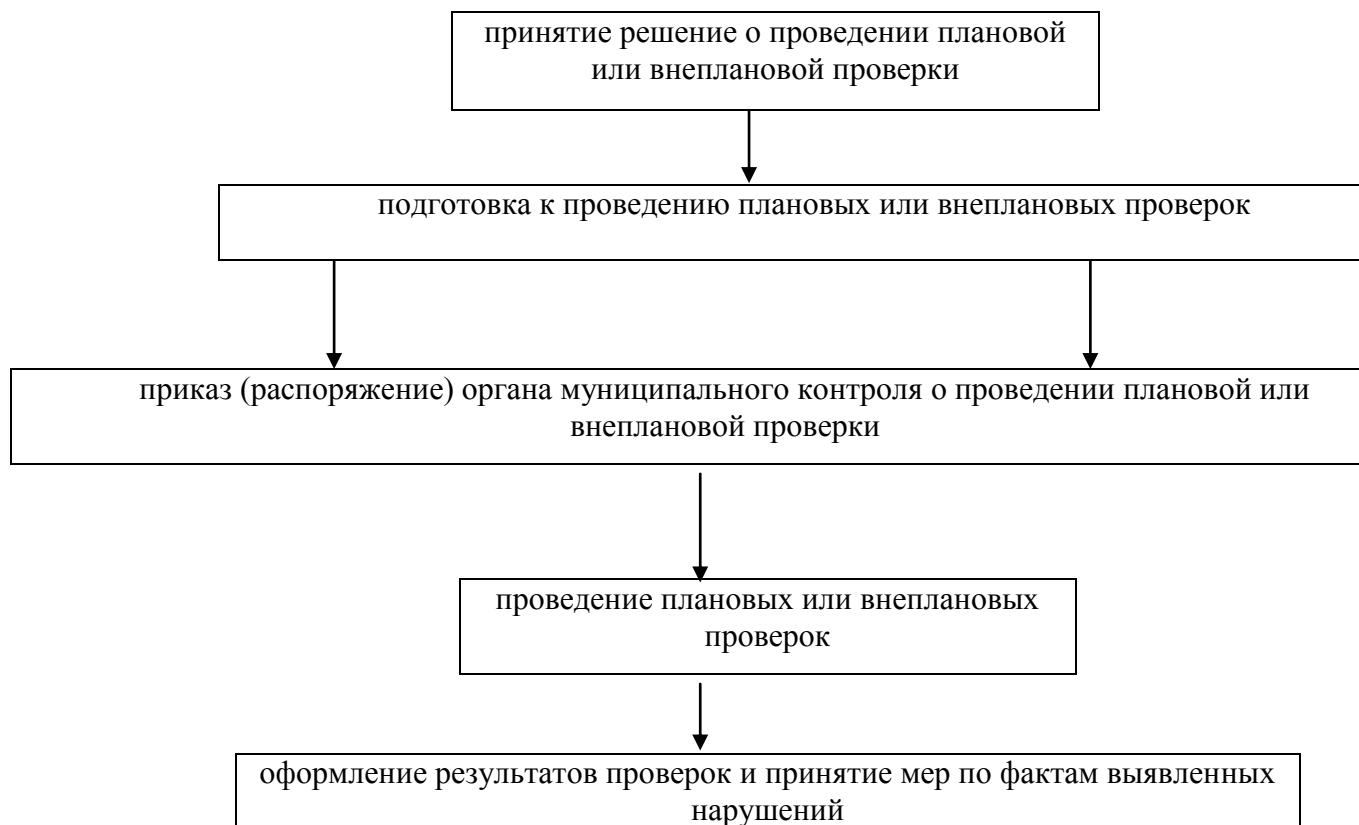 принятие решение о проведении плановой
или внеплановой проверки
подготовка к проведению плановых или внеплановых проверок
приказ (распоряжение) органа муниципального контроля о проведении плановой или
внеплановой проверки
проведение плановых или внеплановых
проверок
оформление результатов проверок и принятие мер по фактам выявленных
нарушений